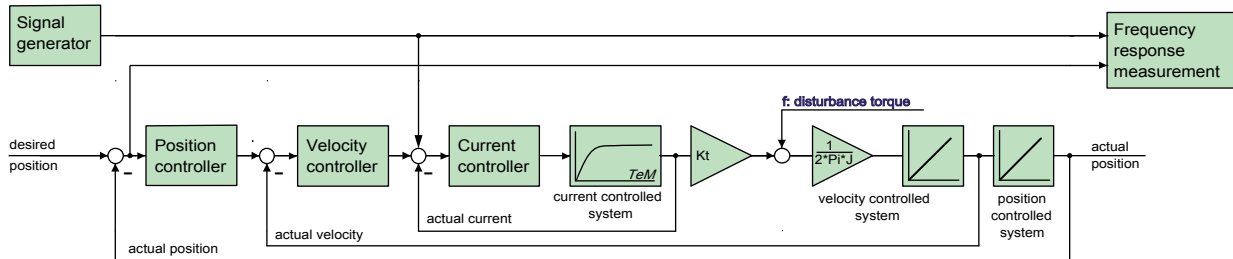 Signal
generator
Frequency
response
measurement
f: disturbance torque
desired
position
Position
controller
Velocity
controller
Current
controller
TeM
Kt
1
2*Pi*J
actual
position
current controlled
system
velocity controlled
system
position
controlled
system
actual current
actual velocity
actual position